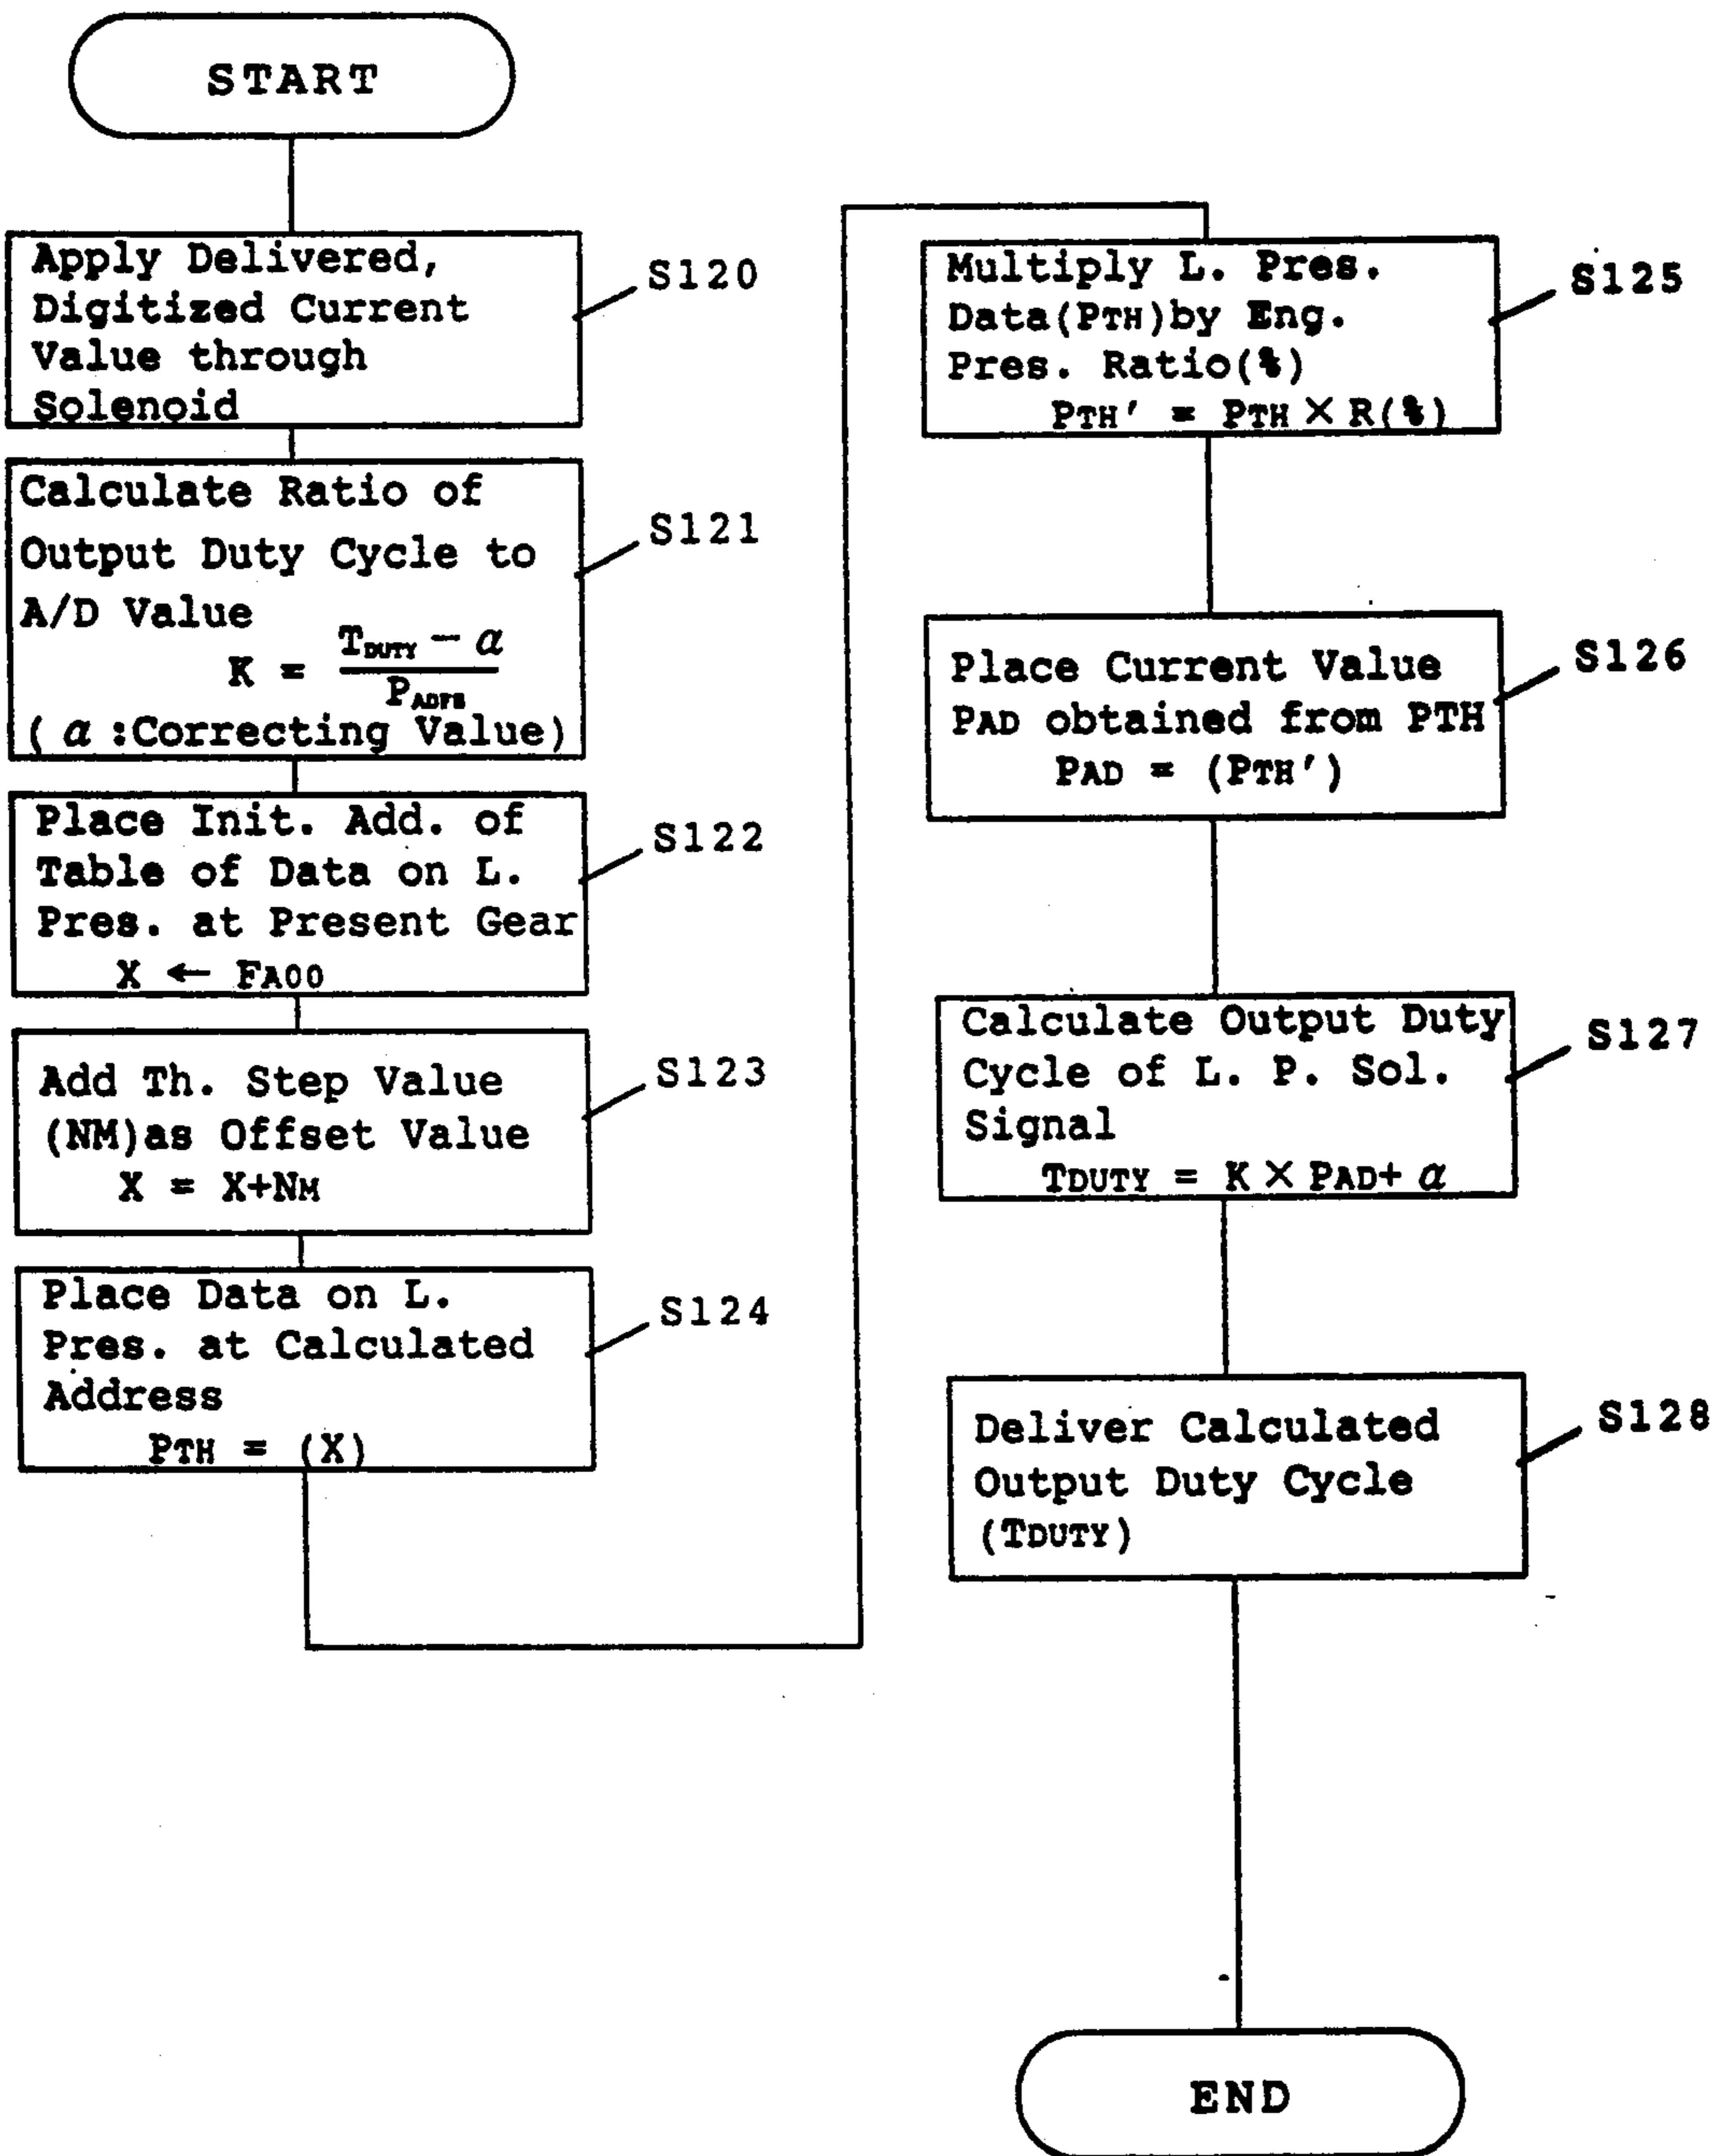 START
Apply Delivered,
Digitized Current
Value through
Solenoid
S120
Calculate Ratio of
Output Duty Cycle to
A/D Value
K = (TDUTY − α) / PADFB
( α :Correcting Value)
S121
Place Init. Add. of
Table of Data on L.
Pres. at Present Gear
X ← FA00
S122
Add Th. Step Value
(NM)as Offset Value
X = X+NM
S123
Place Data on L.
Pres. at Calculated
Address
PTH = (X)
S124
Multiply L. Pres.
Data(PTH)by Eng.
Pres. Ratio(%)
PTH' = PTH × R(%)
S125
Place Current Value
PAD obtained from PTH
PAD = (PTH')
S126
Calculate Output Duty
Cycle of L. P. Sol.
Signal
TDUTY = K × PAD+ α
S127
Deliver Calculated
Output Duty Cycle
(TDUTY)
S128
END